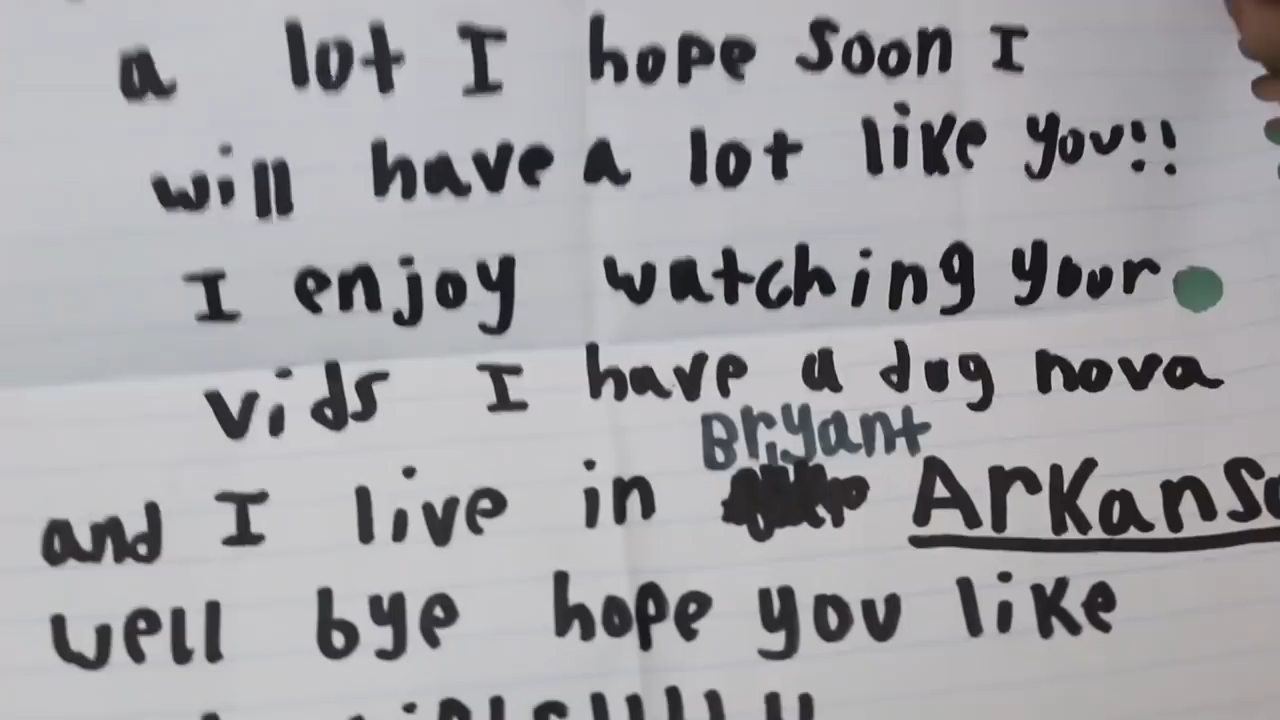 a lot I hope soon I
will have a lot like you!!
I enjoy watching your
vids I have a dog nova
Bryant
and I live in Arkans
well bye hope you like